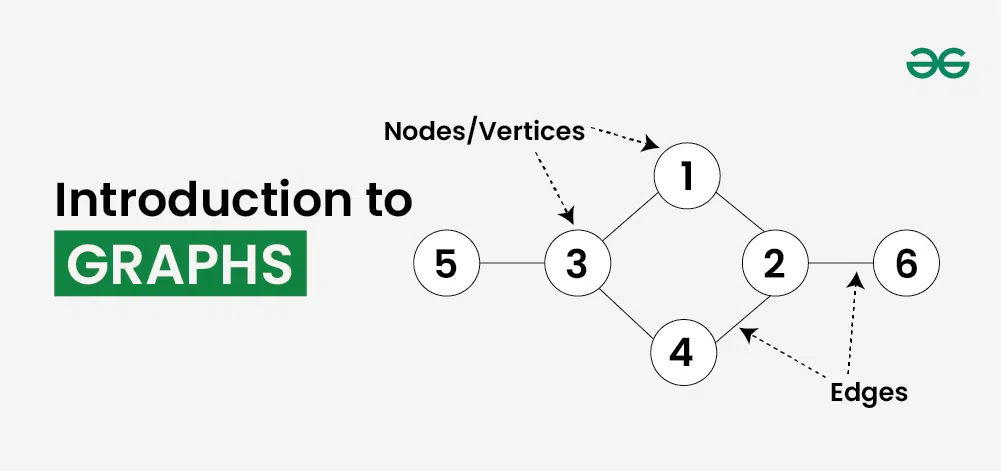 Introduction to
GRAPHS
Nodes/Vertices
1
5
3
2
6
4
Edges